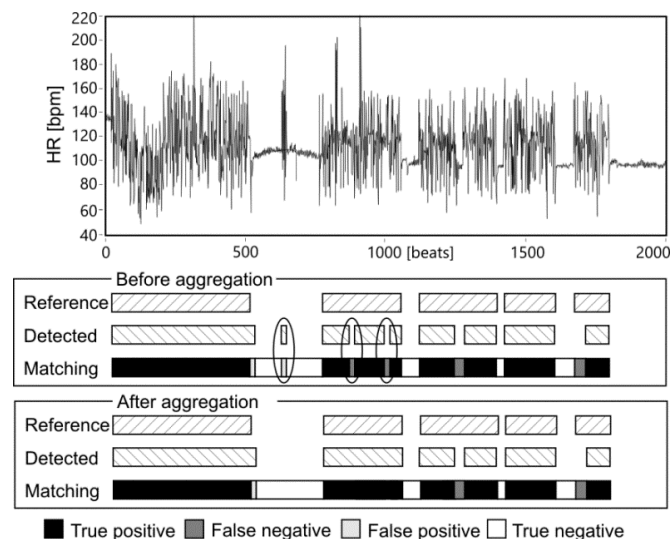 220
200
180
160
140
120
100
80
60
40
HR [bpm]
0 500 1000 [beats] 1500 2000
Before aggregation
Reference
Detected
Matching
After aggregation
Reference
Detected
Matching
True positive False negative False positive True negative